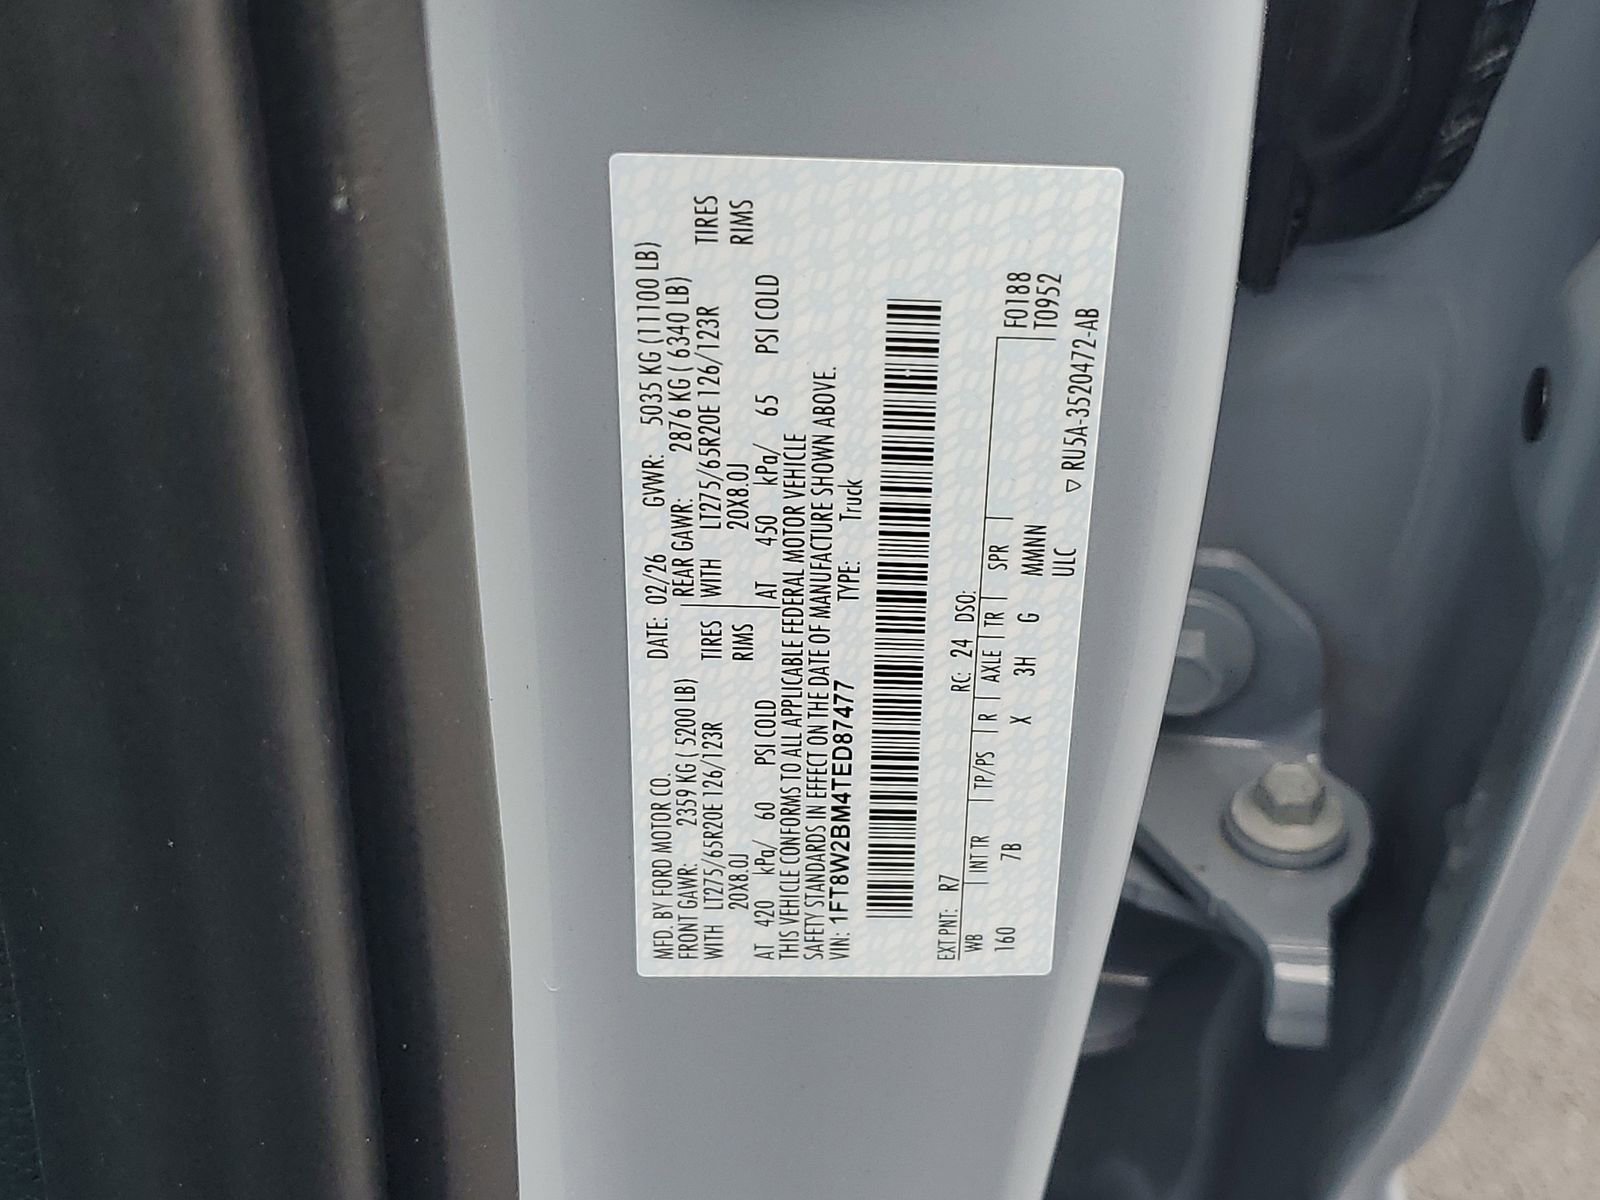 MFD. BY FORD MOTOR CO.
DATE: 02/26 GVWR: 5035 KG (11100 LB)
FRONT GAWR: 2359 KG ( 5200 LB) REAR GAWR: 2876 KG ( 6340 LB)
WITH LT275/65R20E 126/123R TIRES WITH LT275/65R20E 126/123R TIRES
20X8.0J RIMS 20X8.0J RIMS
AT 420 kPa/ 60 PSI COLD AT 450 kPa/ 65 PSI COLD
THIS VEHICLE CONFORMS TO ALL APPLICABLE FEDERAL MOTOR VEHICLE
SAFETY STANDARDS IN EFFECT ON THE DATE OF MANUFACTURE SHOWN ABOVE.
VIN: 1FT8W2BM4TED87477 TYPE: Truck
EXT PNT: R7 RC: 24 DSO:
WB INT TR TP/PS R AXLE TR SPR F0188
160 7B X 3H G MMNN T0952
ULC ▽ RU5A-3520472-AB